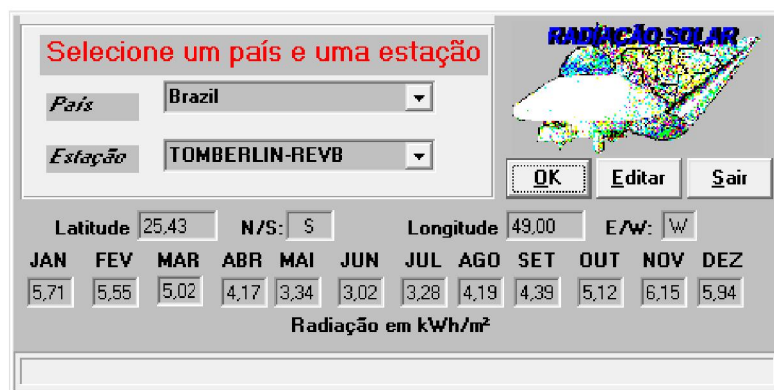 RADIAÇÃO SOLAR
Selecione um país e uma estação
País Brazil
Estação TOMBERLIN-REVB
OK Editar Sair
Latitude 25,43 N/S: S Longitude 49,00 E/W: W
JAN FEV MAR ABR MAI JUN JUL AGO SET OUT NOV DEZ
5,71 5,55 5,02 4,17 3,34 3,02 3,28 4,19 4,39 5,12 6,15 5,94
Radiação em kWh/m²